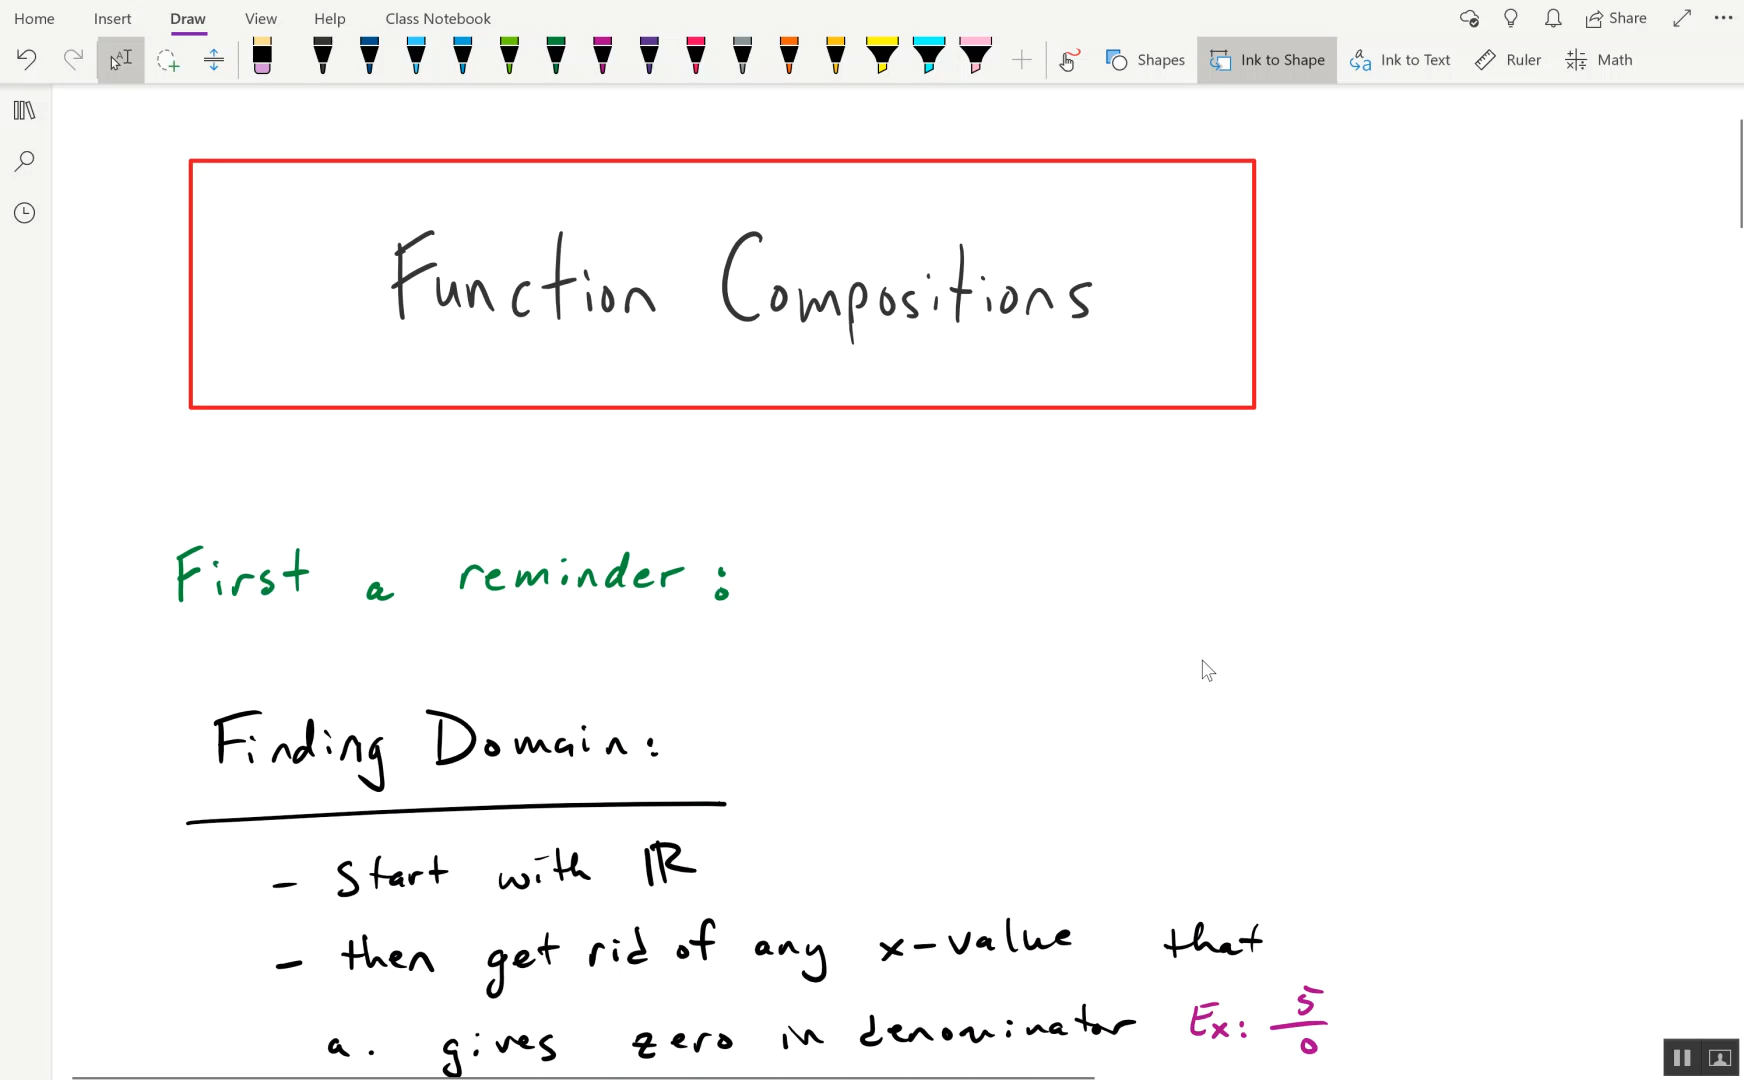 Home Insert Draw View Help Class Notebook Share
Shapes Ink to Shape Ink to Text Ruler Math
Function Compositions
First a reminder:
Finding Domain:
- Start with ℝ
- then get rid of any x-value that
a. gives zero in denominator Ex: 5/0